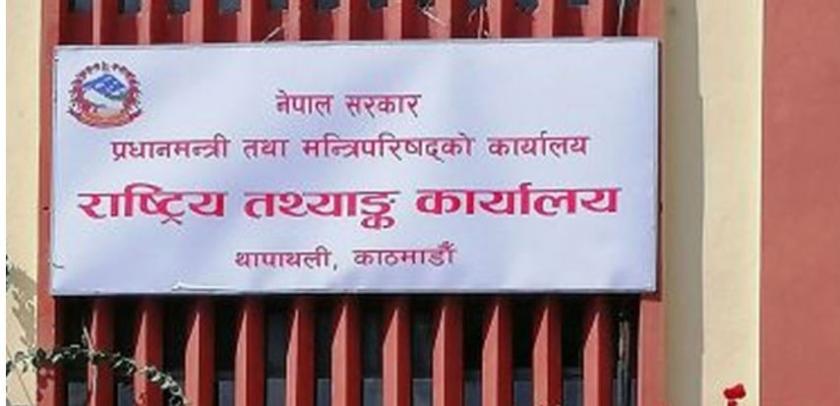 नेपाल सरकार
प्रधानमन्त्री तथा मन्त्रिपरिषद्को कार्यालय
राष्ट्रिय तथ्याङ्क कार्यालय
थापाथली, काठमाडौँ